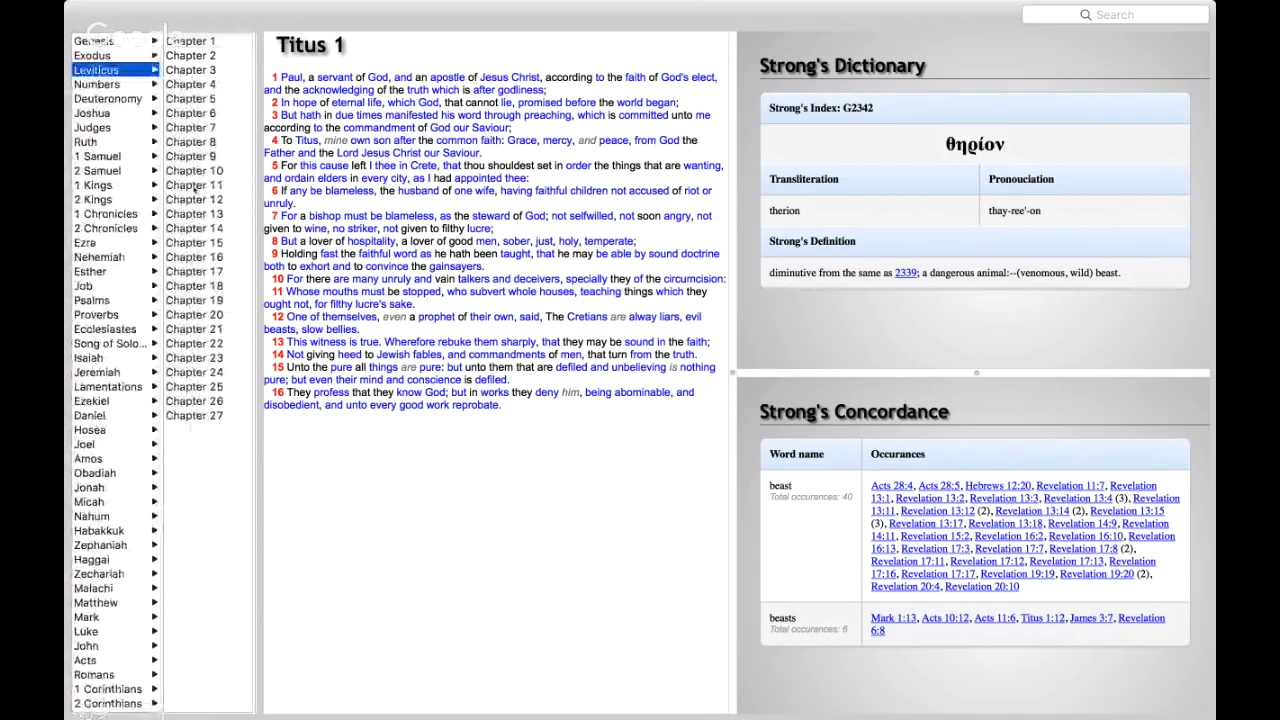 Search
Genesis
Exodus
Leviticus
Numbers
Deuteronomy
Joshua
Judges
Ruth
1 Samuel
2 Samuel
1 Kings
2 Kings
1 Chronicles
2 Chronicles
Ezra
Nehemiah
Esther
Job
Psalms
Proverbs
Ecclesiastes
Song of Solo...
Isaiah
Jeremiah
Lamentations
Ezekiel
Daniel
Hosea
Joel
Amos
Obadiah
Jonah
Micah
Nahum
Habakkuk
Zephaniah
Haggai
Zechariah
Malachi
Matthew
Mark
Luke
John
Acts
Romans
1 Corinthians
2 Corinthians
Chapter 1
Chapter 2
Chapter 3
Chapter 4
Chapter 5
Chapter 6
Chapter 7
Chapter 8
Chapter 9
Chapter 10
Chapter 11
Chapter 12
Chapter 13
Chapter 14
Chapter 15
Chapter 16
Chapter 17
Chapter 18
Chapter 19
Chapter 20
Chapter 21
Chapter 22
Chapter 23
Chapter 24
Chapter 25
Chapter 26
Chapter 27
Titus 1
1 Paul, a servant of God, and an apostle of Jesus Christ, according to the faith of God's elect,
and the acknowledging of the truth which is after godliness;
2 In hope of eternal life, which God, that cannot lie, promised before the world began;
3 But hath in due times manifested his word through preaching, which is committed unto me
according to the commandment of God our Saviour;
4 To Titus, mine own son after the common faith: Grace, mercy, and peace, from God the
Father and the Lord Jesus Christ our Saviour.
5 For this cause left I thee in Crete, that thou shouldest set in order the things that are wanting,
and ordain elders in every city, as I had appointed thee:
6 If any be blameless, the husband of one wife, having faithful children not accused of riot or
unruly.
7 For a bishop must be blameless, as the steward of God; not selfwilled, not soon angry, not
given to wine, no striker, not given to filthy lucre;
8 But a lover of hospitality, a lover of good men, sober, just, holy, temperate;
9 Holding fast the faithful word as he hath been taught, that he may be able by sound doctrine
both to exhort and to convince the gainsayers.
10 For there are many unruly and vain talkers and deceivers, specially they of the circumcision:
11 Whose mouths must be stopped, who subvert whole houses, teaching things which they
ought not, for filthy lucre's sake.
12 One of themselves, even a prophet of their own, said, The Cretians are alway liars, evil
beasts, slow bellies.
13 This witness is true. Wherefore rebuke them sharply, that they may be sound in the faith;
14 Not giving heed to Jewish fables, and commandments of men, that turn from the truth.
15 Unto the pure all things are pure: but unto them that are defiled and unbelieving is nothing
pure; but even their mind and conscience is defiled.
16 They profess that they know God; but in works they deny him, being abominable, and
disobedient, and unto every good work reprobate.
Strong's Dictionary
Strong's Index: G2342
θηρίον
Transliteration Pronouciation
therion thay-ree'-on
Strong's Definition
diminutive from the same as 2339; a dangerous animal:--(venomous, wild) beast.
Strong's Concordance
Word name Occurances
beast
Total occurances: 40
Acts 28:4, Acts 28:5, Hebrews 12:20, Revelation 11:7, Revelation
13:1, Revelation 13:2, Revelation 13:3, Revelation 13:4 (3), Revelation
13:11, Revelation 13:12 (2), Revelation 13:14 (2), Revelation 13:15
(3), Revelation 13:17, Revelation 13:18, Revelation 14:9, Revelation
14:11, Revelation 15:2, Revelation 16:2, Revelation 16:10, Revelation
16:13, Revelation 17:3, Revelation 17:7, Revelation 17:8 (2),
Revelation 17:11, Revelation 17:12, Revelation 17:13, Revelation
17:16, Revelation 17:17, Revelation 19:19, Revelation 19:20 (2),
Revelation 20:4, Revelation 20:10
beasts
Total occurances: 6
Mark 1:13, Acts 10:12, Acts 11:6, Titus 1:12, James 3:7, Revelation
6:8